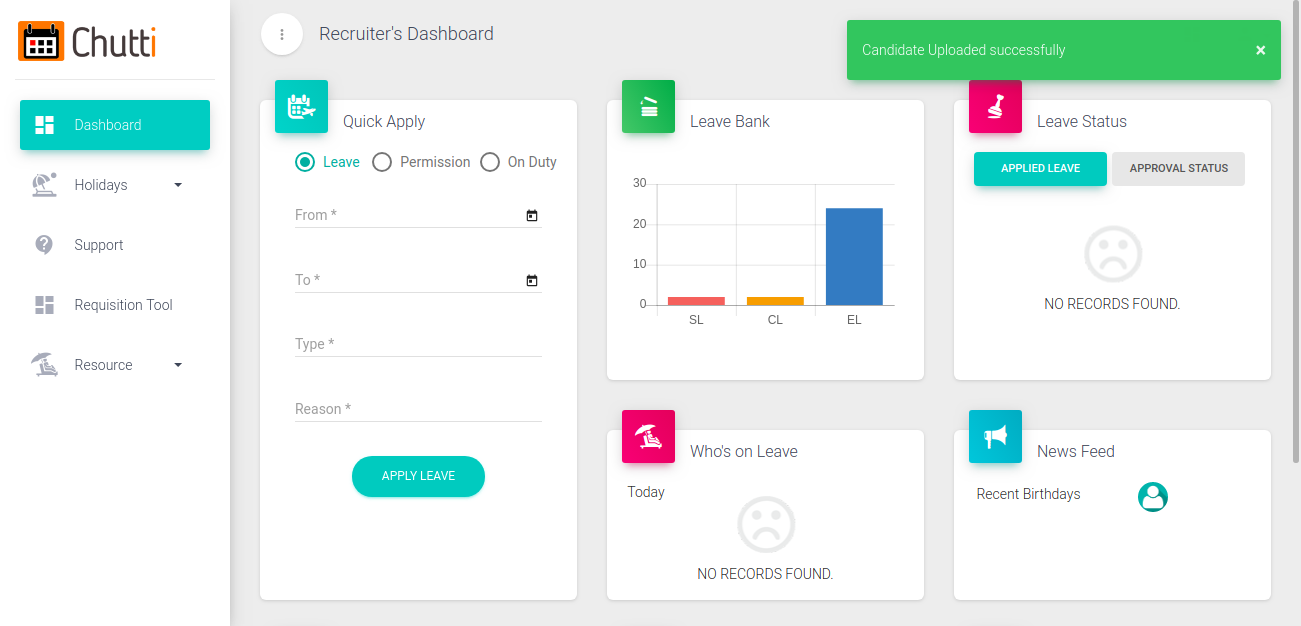 Chutti
Recruiter's Dashboard
Candidate Uploaded successfully
×
Dashboard
Holidays
Support
Requisition Tool
Resource
Quick Apply
Leave Permission On Duty
From *
To *
Type *
Reason *
APPLY LEAVE
Leave Bank
30
20
10
0
SL CL EL
Leave Status
APPLIED LEAVE APPROVAL STATUS
NO RECORDS FOUND.
Who's on Leave
Today
NO RECORDS FOUND.
News Feed
Recent Birthdays